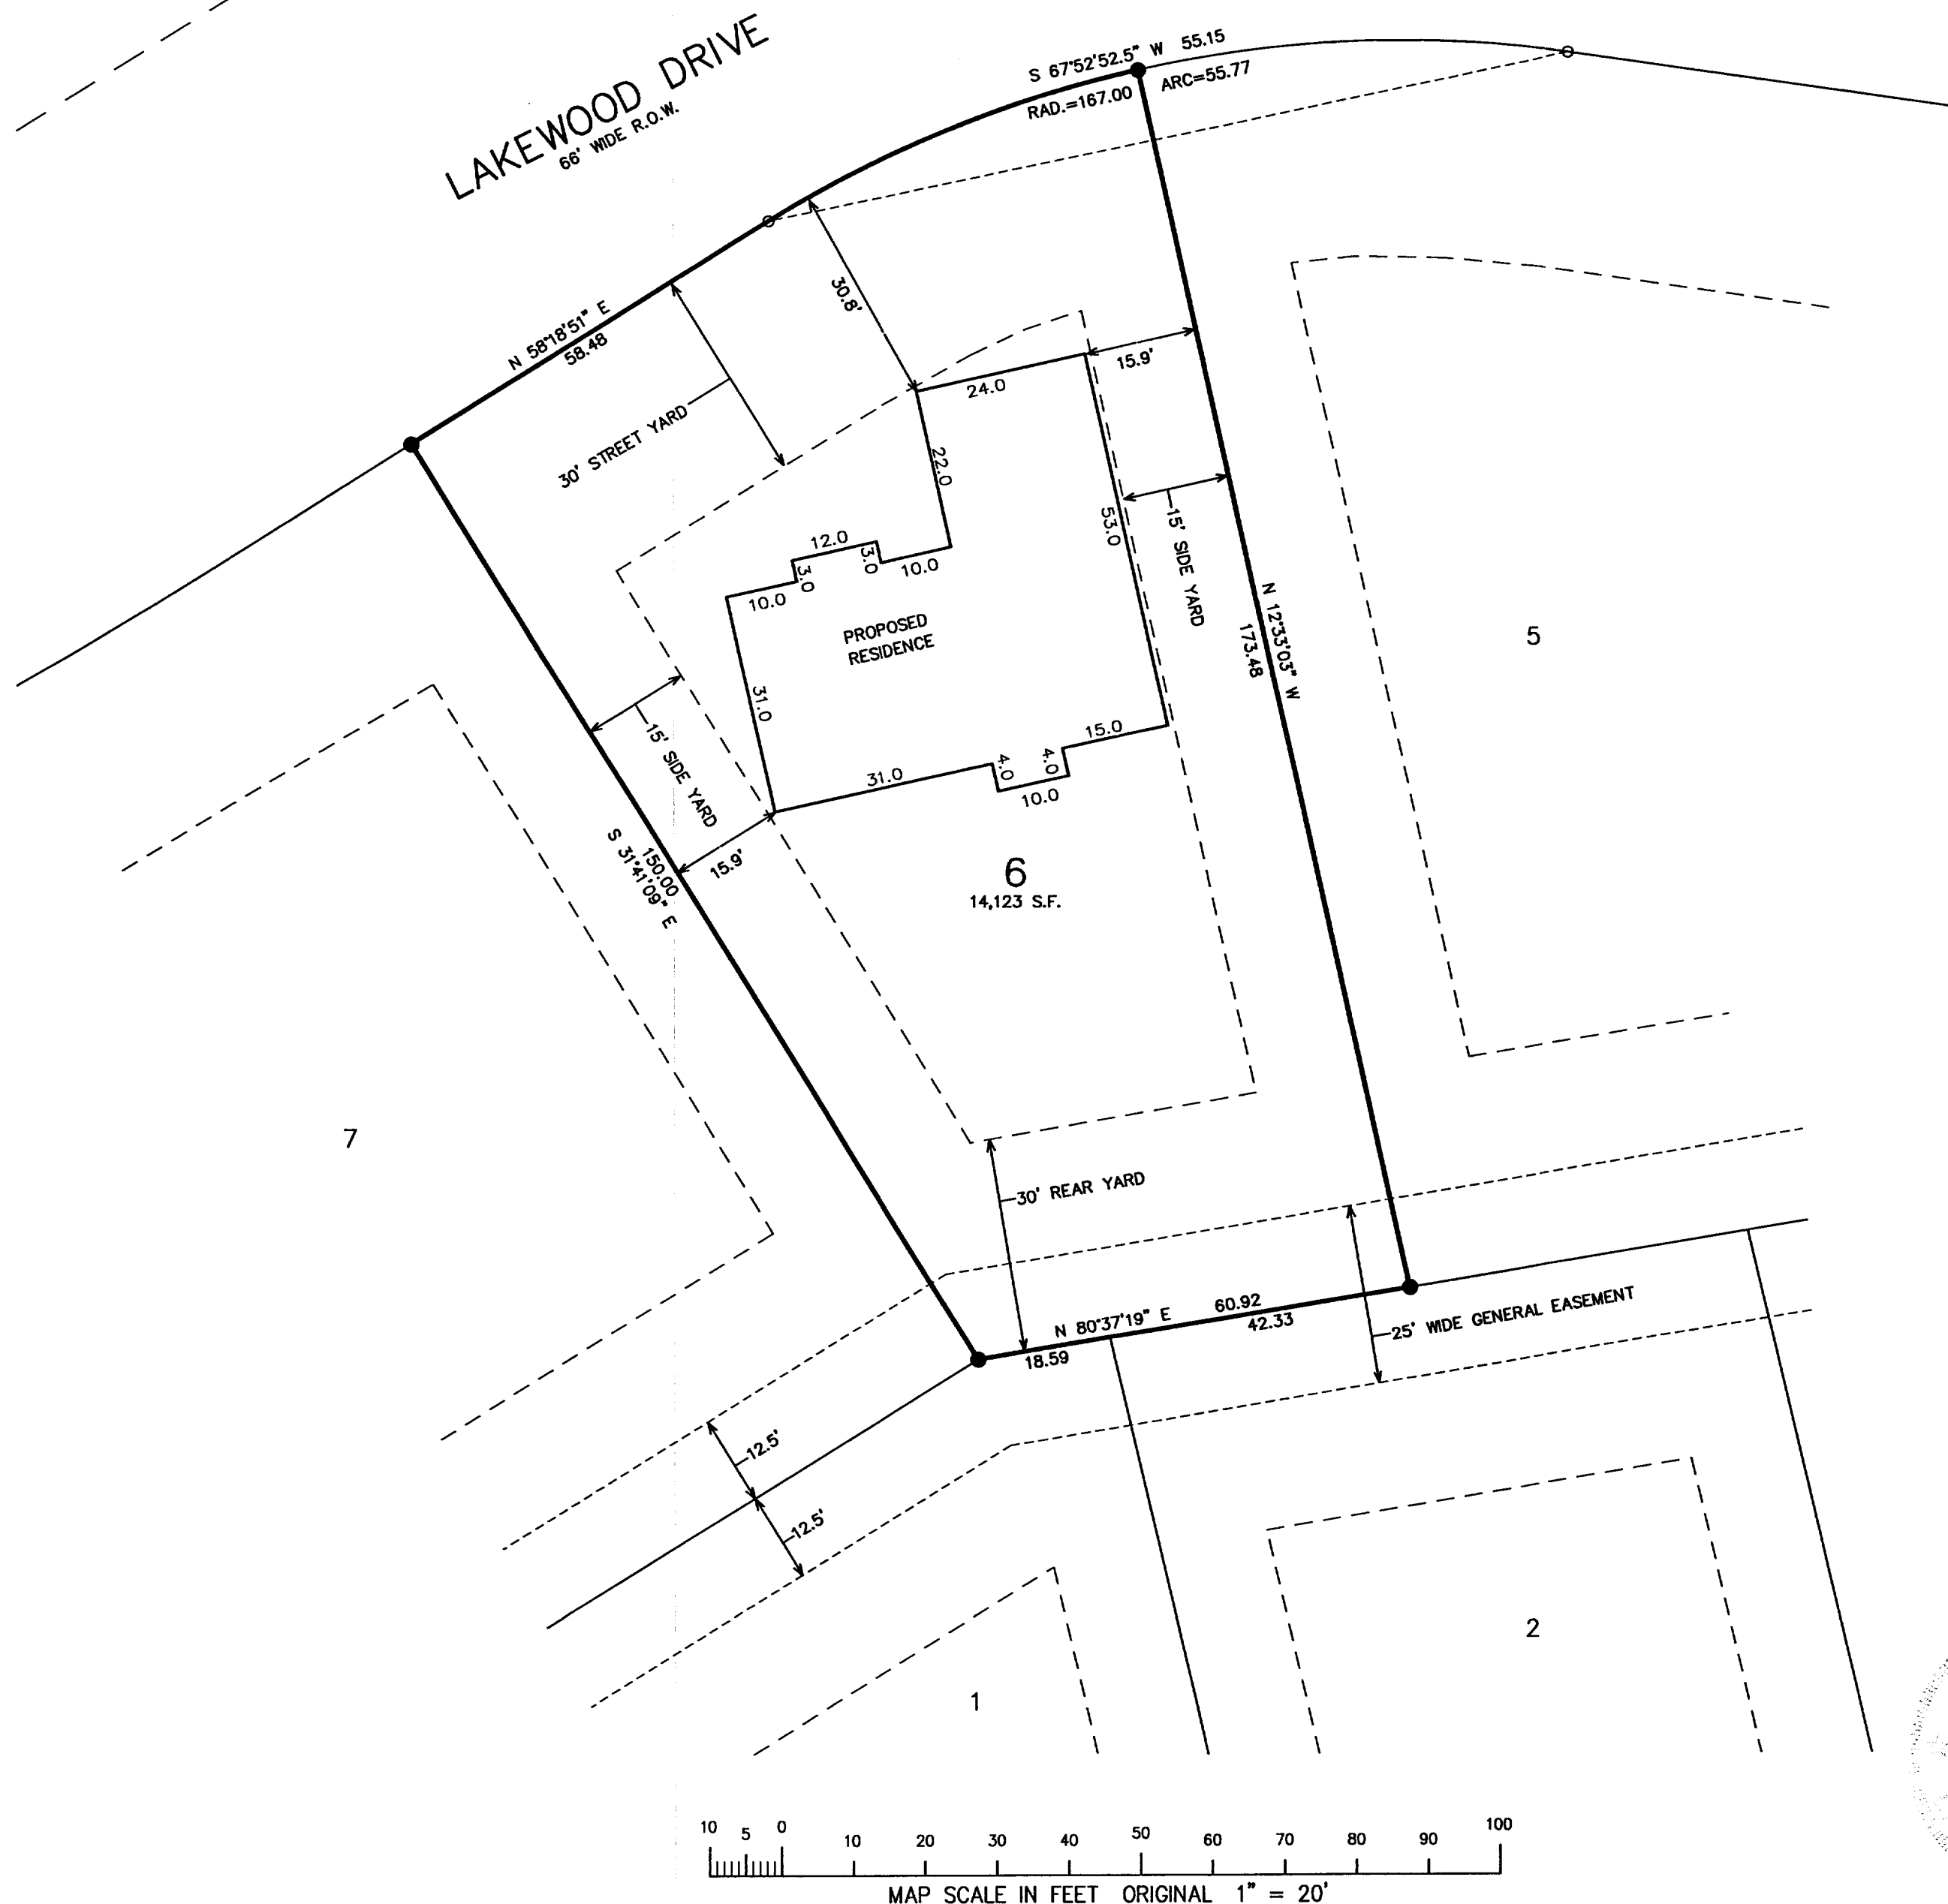 LAKEWOOD DRIVE
66' WIDE R.O.W.
S 67°52'52.5" W 55.15
RAD.=167.00
ARC=55.77
N 58°18'51" E
58.48
30.8'
30' STREET YARD
15.9'
24.0
22.0
12.0
3.0
3.0
10.0
10.0
53.0
15' SIDE YARD
N 12°33'03" W
173.48
5
PROPOSED
RESIDENCE
31.0
15' SIDE YARD
15.0
31.0
4.0
4.0
10.0
15.9'
150.00
S 31°41'09" E
6
14,123 S.F.
7
30' REAR YARD
N 80°37'19" E
60.92
18.59
42.33
25' WIDE GENERAL EASEMENT
12.5'
12.5'
1
2
10 5 0 10 20 30 40 50 60 70 80 90 100
MAP SCALE IN FEET ORIGINAL 1" = 20'